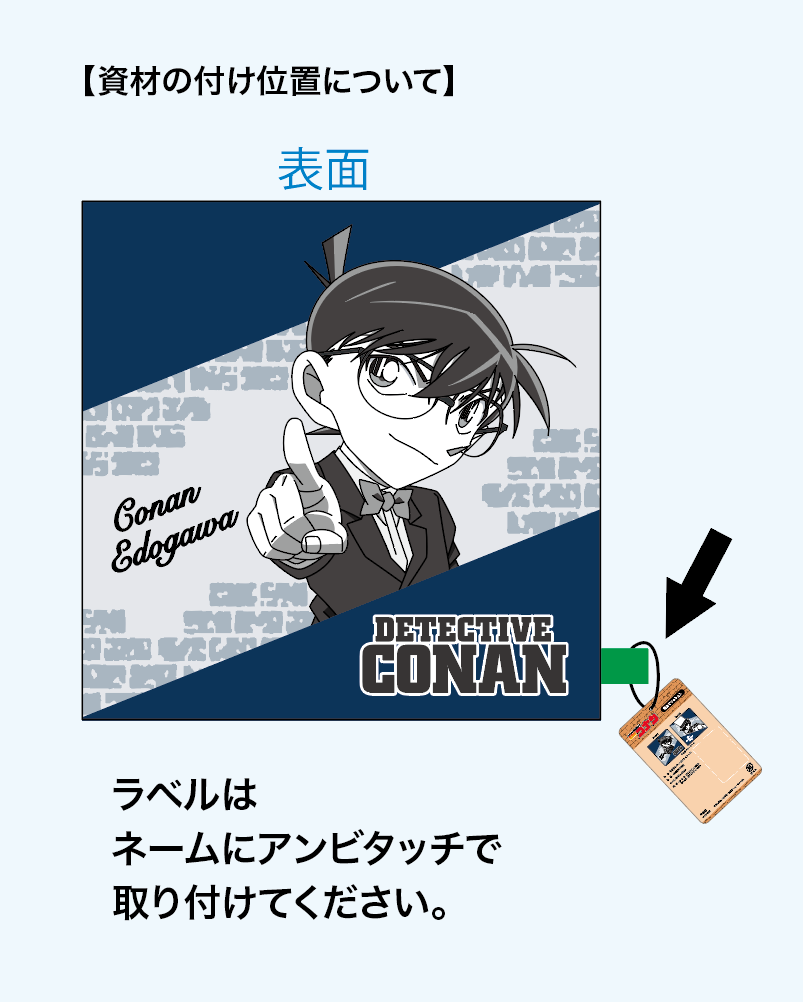 【資材の付け位置について】
表面
Conan
Edogawa
DETECTIVE
CONAN
ラベルは
ネームにアンビタッチで
取り付けてください。